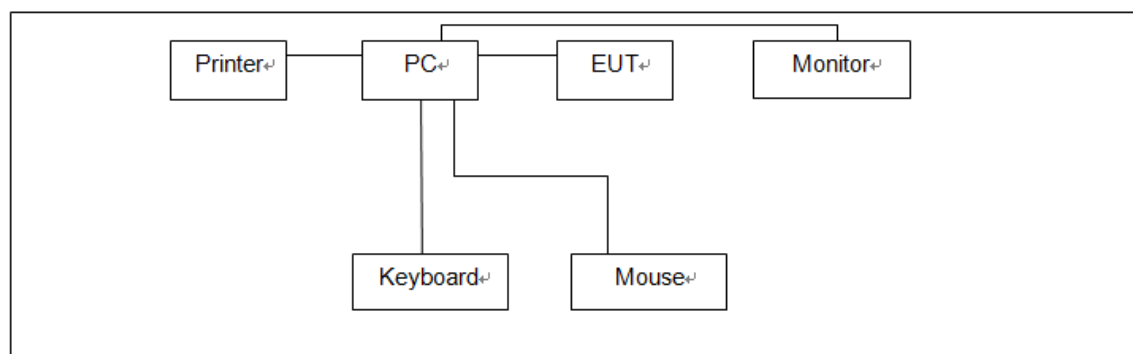 Printer
PC
EUT
Monitor
Keyboard
Mouse